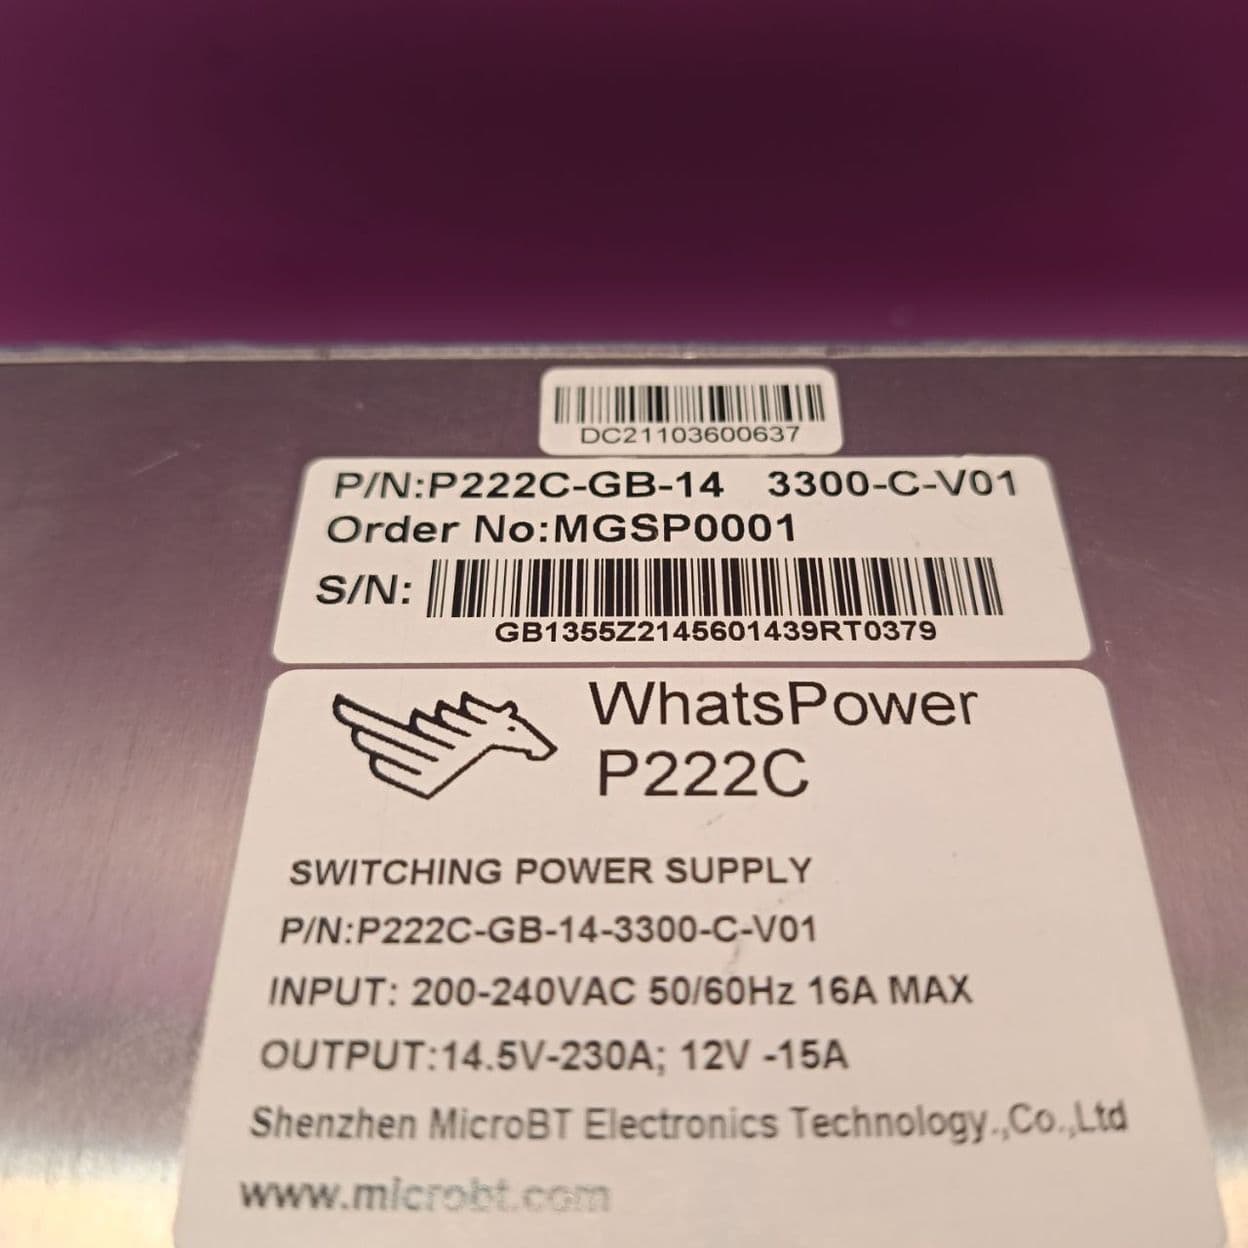 DC21103600637
P/N:P222C-GB-14 3300-C-V01
Order No:MGSP0001
S/N:
GB1355Z2145601439RT0379
WhatsPower
P222C
SWITCHING POWER SUPPLY
P/N:P222C-GB-14-3300-C-V01
INPUT: 200-240VAC 50/60Hz 16A MAX
OUTPUT:14.5V-230A; 12V -15A
Shenzhen MicroBT Electronics Technology.,Co.,Ltd
www.microbt.com